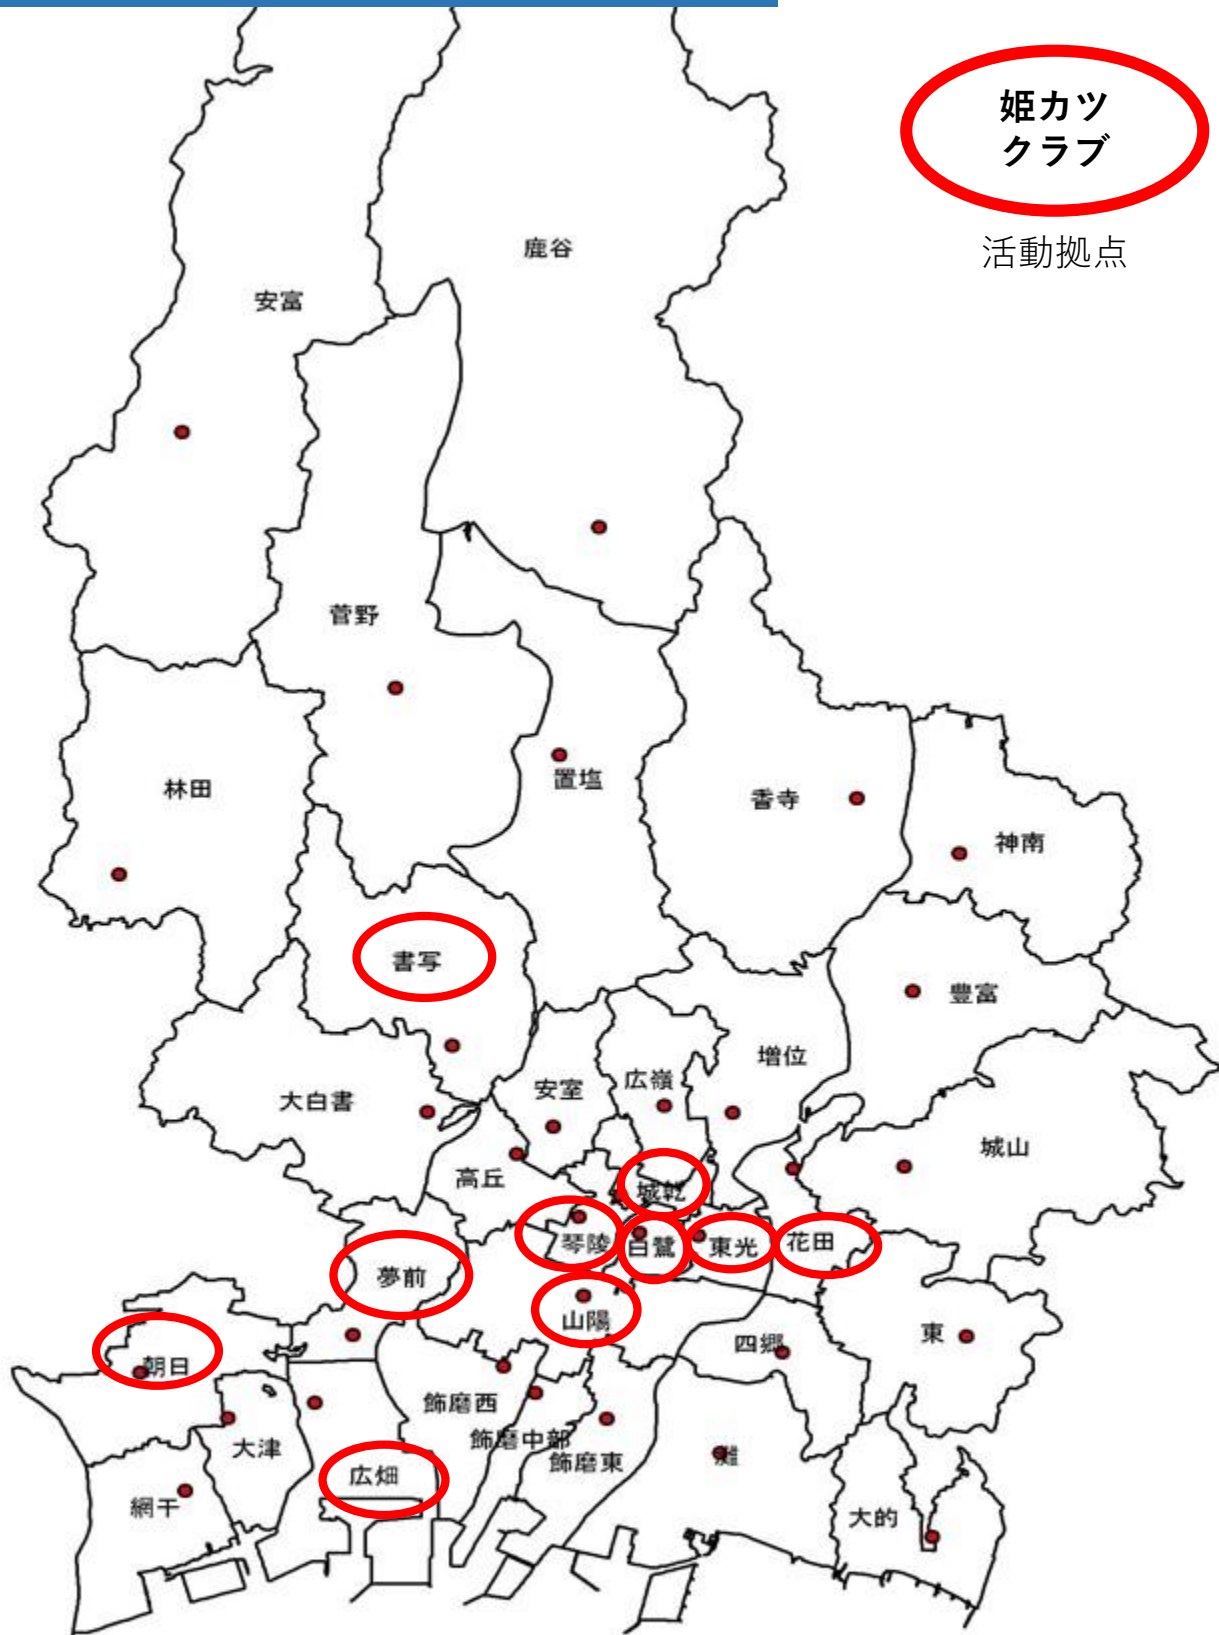 姫カツ
クラブ
活動拠点
鹿谷
安富
菅野
林田
置塩
香寺
神南
書写
豊富
増位
広嶺
安室
大白書
城山
高丘
城乾
琴陵
白鷺
東光
花田
夢前
山陽
四郷
東
朝日
飾磨西
飾磨中部
飾磨東
大津
灘
広畑
網干
大的